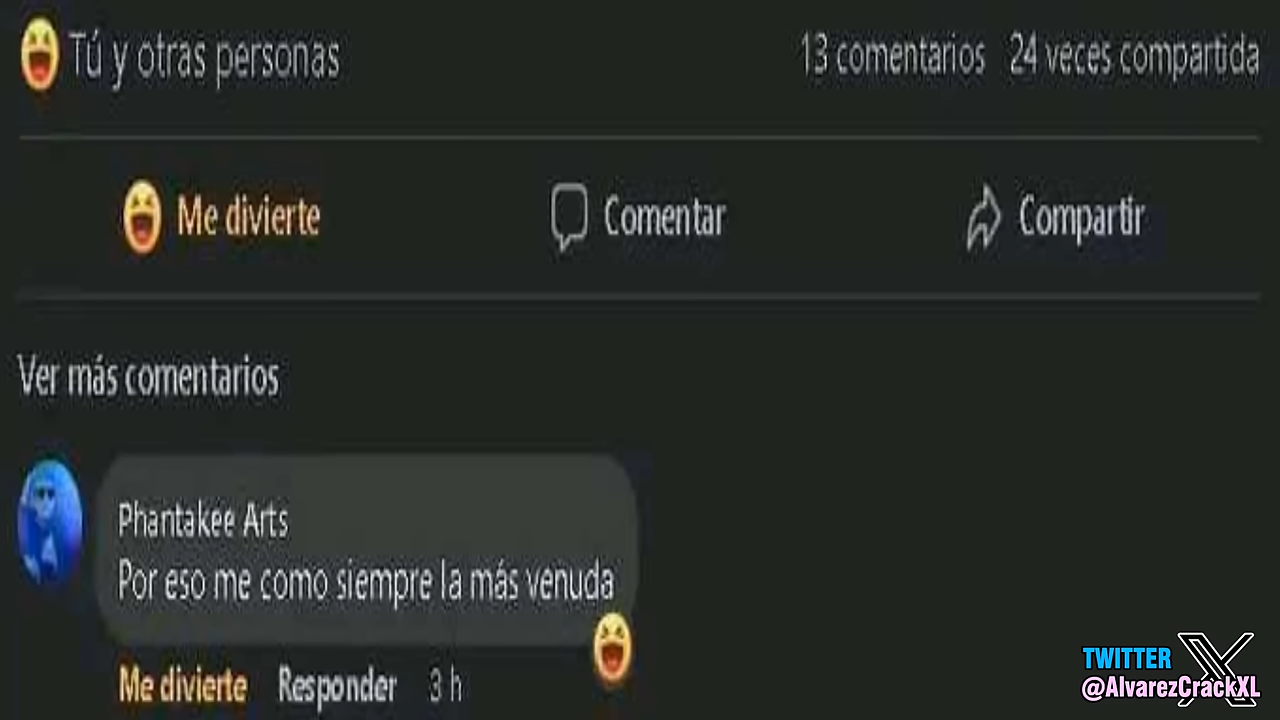 Tú y otras personas 13 comentarios 24 veces compartida
Me divierte Comentar Compartir
Ver más comentarios
Phantakee Arts
Por eso me como siempre la más venuda
Me divierte Responder 3 h
TWITTER
@AlvarezCrackXL